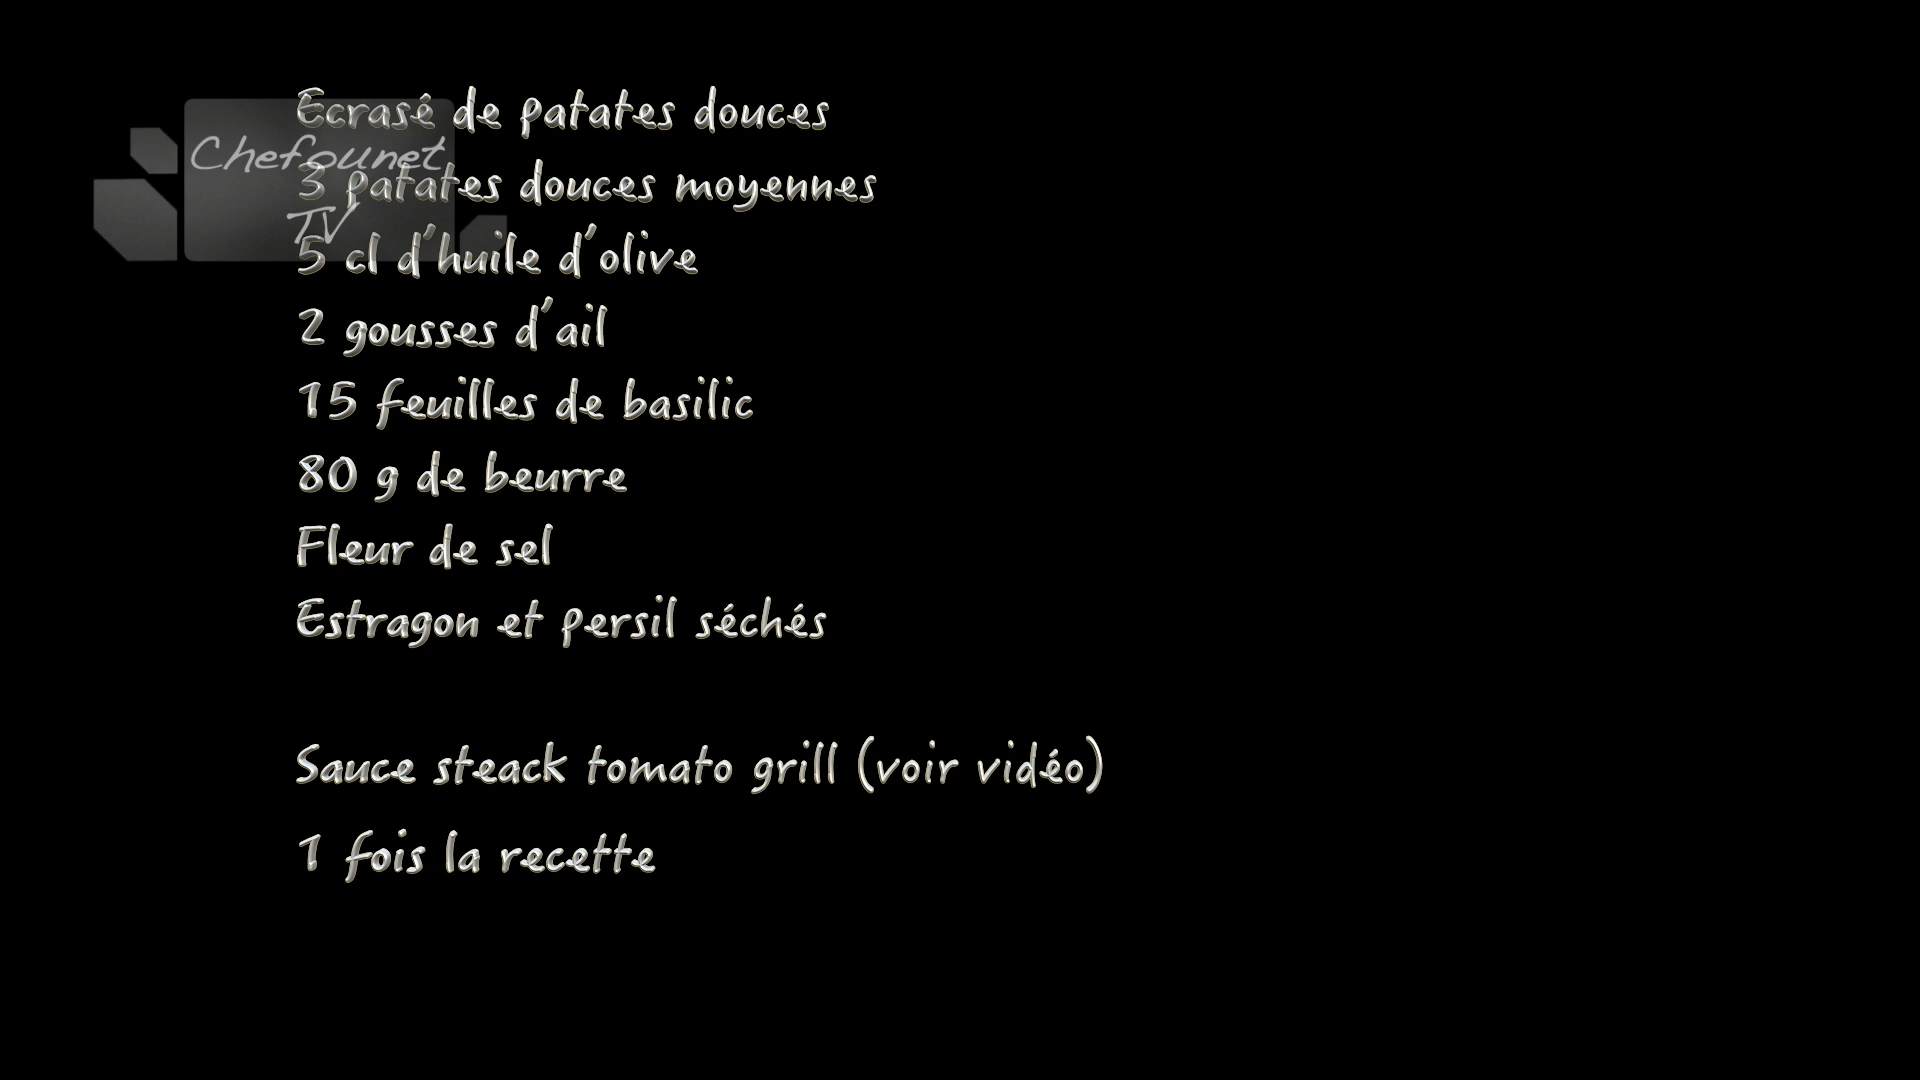 Ecrasé de patates douces
Chefounet
3 patates douces moyennes
TV
5 cl d'huile d'olive
2 gousses d'ail
15 feuilles de basilic
80 g de beurre
Fleur de sel
Estragon et persil séchés
Sauce steack tomato grill (voir vidéo)
1 fois la recette